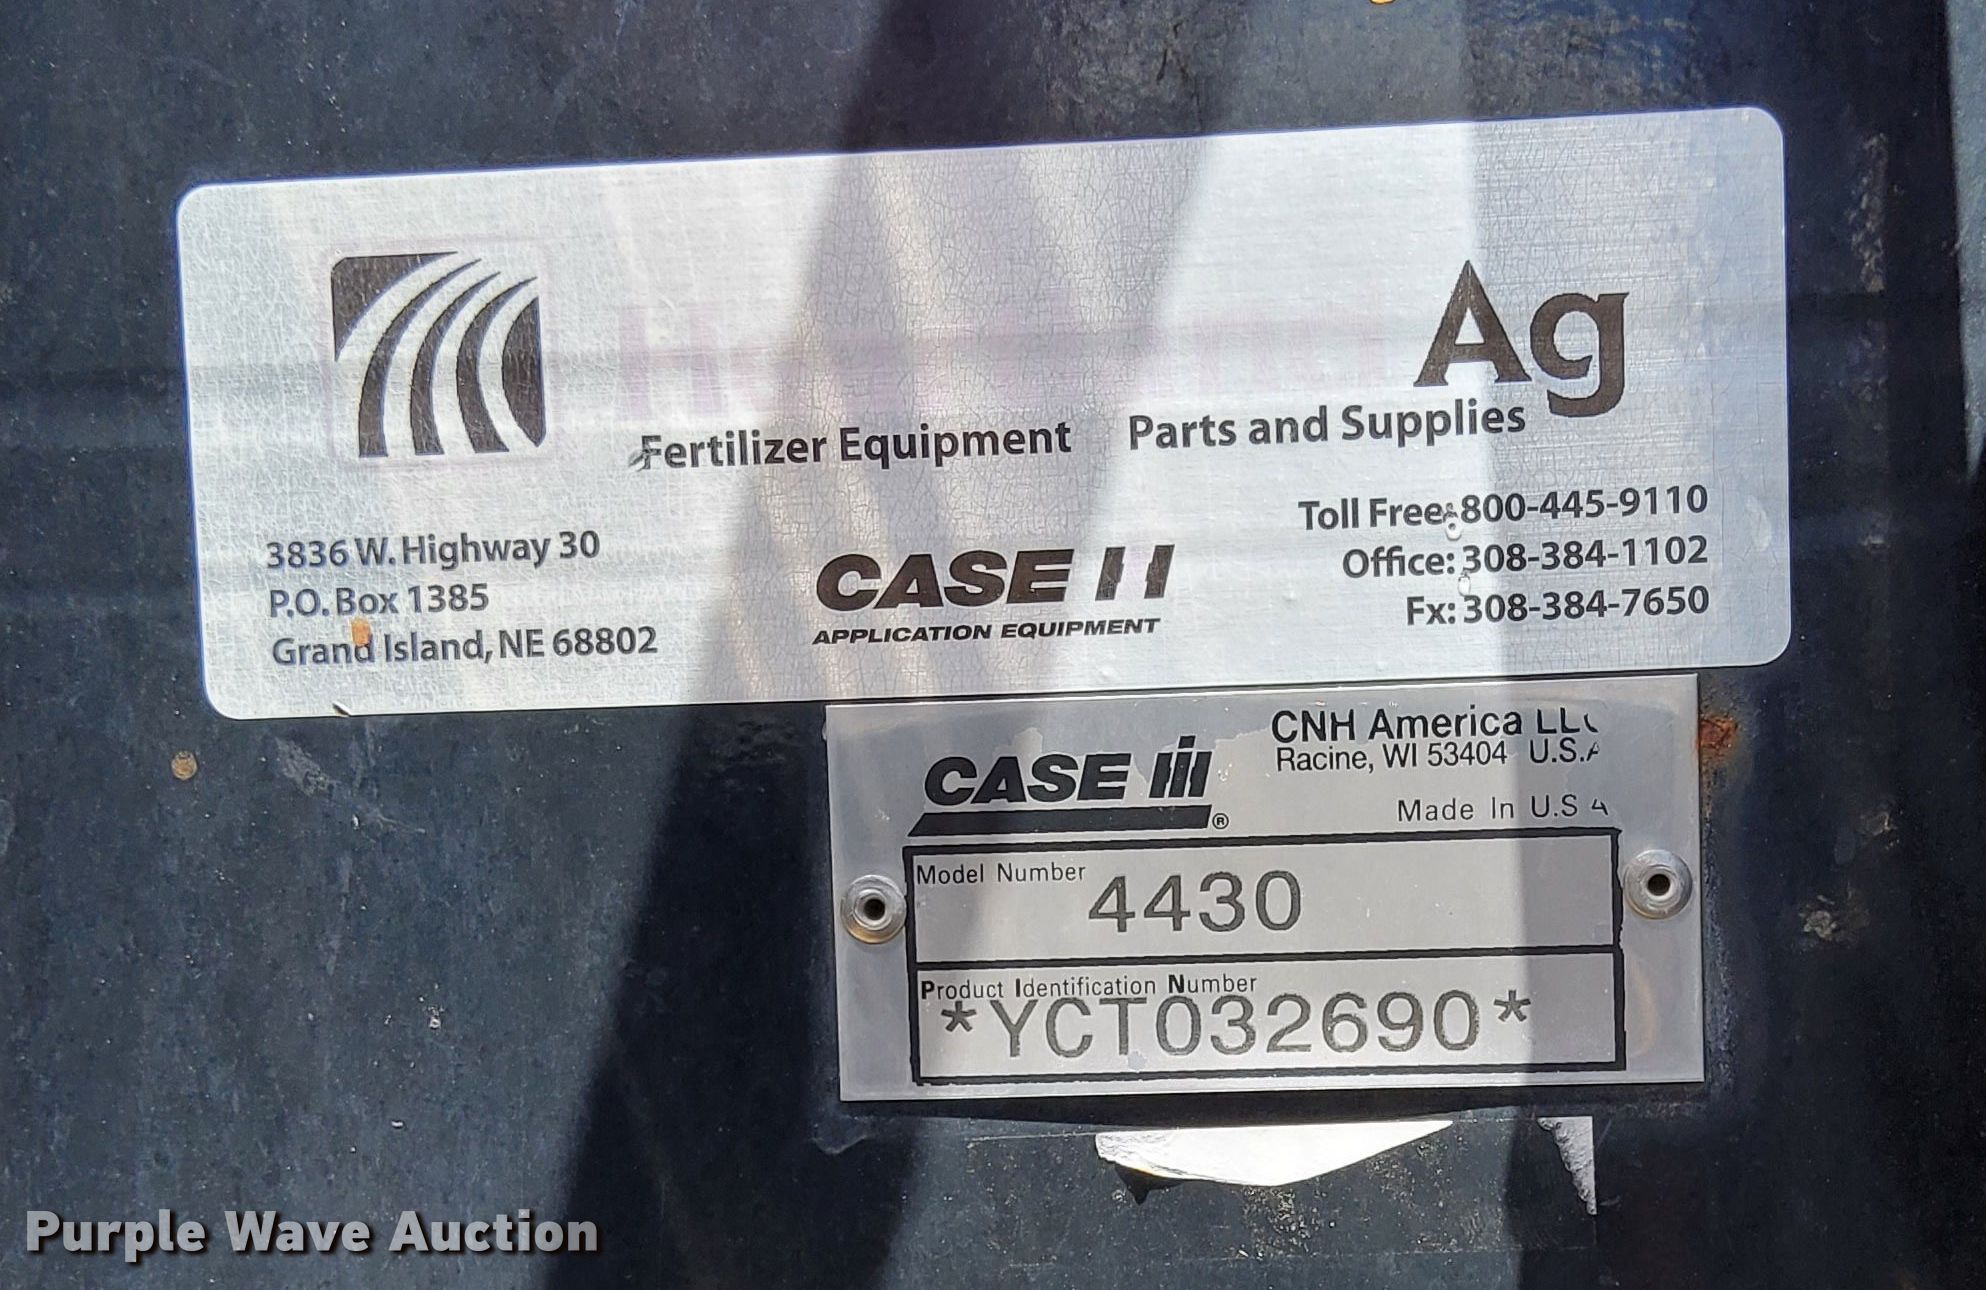 Ag
Fertilizer Equipment Parts and Supplies
3836 W. Highway 30
P.O. Box 1385
Grand Island, NE 68802
CASE IH
APPLICATION EQUIPMENT
Toll Free: 800-445-9110
Office: 308-384-1102
Fx: 308-384-7650
CASE IH ®
CNH America LLC
Racine, WI 53404 U.S.A
Made In U.S A
Model Number
4430
Product Identification Number
*YCT032690*
Purple Wave Auction